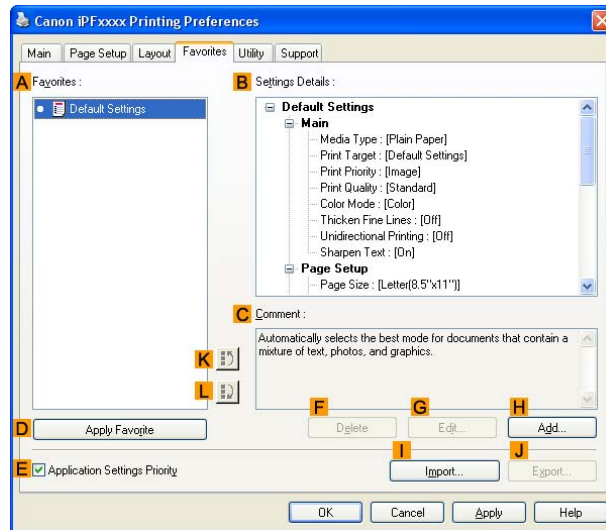 Canon iPFxxxx Printing Preferences
Main Page Setup Layout Favorites Utility Support
A Favorites :
Default Settings
B Settings Details :
Default Settings
Main
Media Type : [Plain Paper]
Print Target : [Default Settings]
Print Priority : [Image]
Print Quality : [Standard]
Color Mode : [Color]
Thicken Fine Lines : [Off]
Unidirectional Printing : [Off]
Sharpen Text : [On]
Page Setup
Page Size : [Letter(8.5"x11")]
C Comment :
Automatically selects the best mode for documents that contain a
mixture of text, photos, and graphics.
K
L
D Apply Favorite
F Delete
G Edit...
H Add...
E Application Settings Priority
I Import...
J Export...
OK Cancel Apply Help